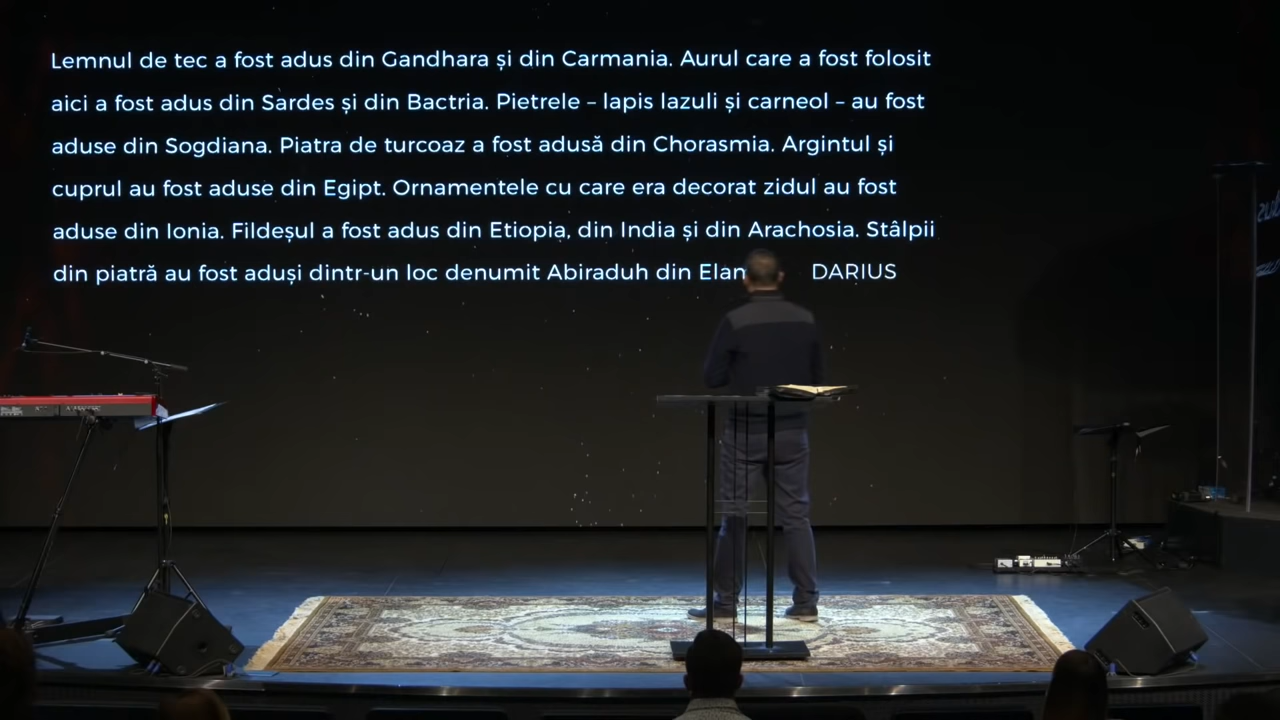 Lemnul de tec a fost adus din Gandhara și din Carmania. Aurul care a fost folosit
aici a fost adus din Sardes și din Bactria. Pietrele – lapis lazuli și carneol – au fost
aduse din Sogdiana. Piatra de turcoaz a fost adusă din Chorasmia. Argintul și
cuprul au fost aduse din Egipt. Ornamentele cu care era decorat zidul au fost
aduse din Ionia. Fildeșul a fost adus din Etiopia, din India și din Arachosia. Stâlpii
din piatră au fost aduși dintr-un loc denumit Abiraduh din DARIUS